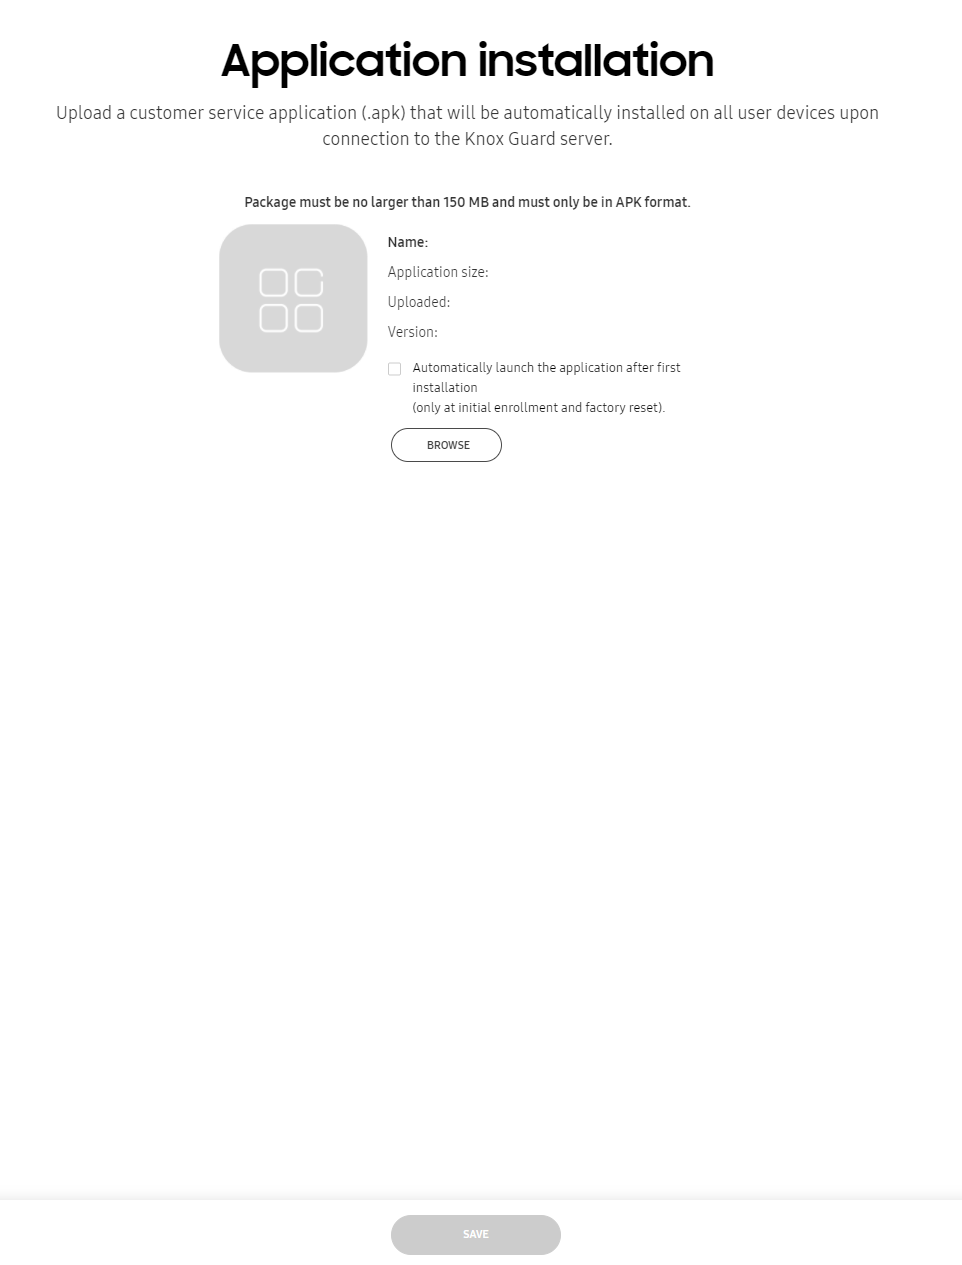 Application installation
Upload a customer service application (.apk) that will be automatically installed on all user devices upon
connection to the Knox Guard server.
Package must be no larger than 150 MB and must only be in APK format.
Name:
Application size:
Uploaded:
Version:
Automatically launch the application after first
installation
(only at initial enrollment and factory reset).
BROWSE
SAVE